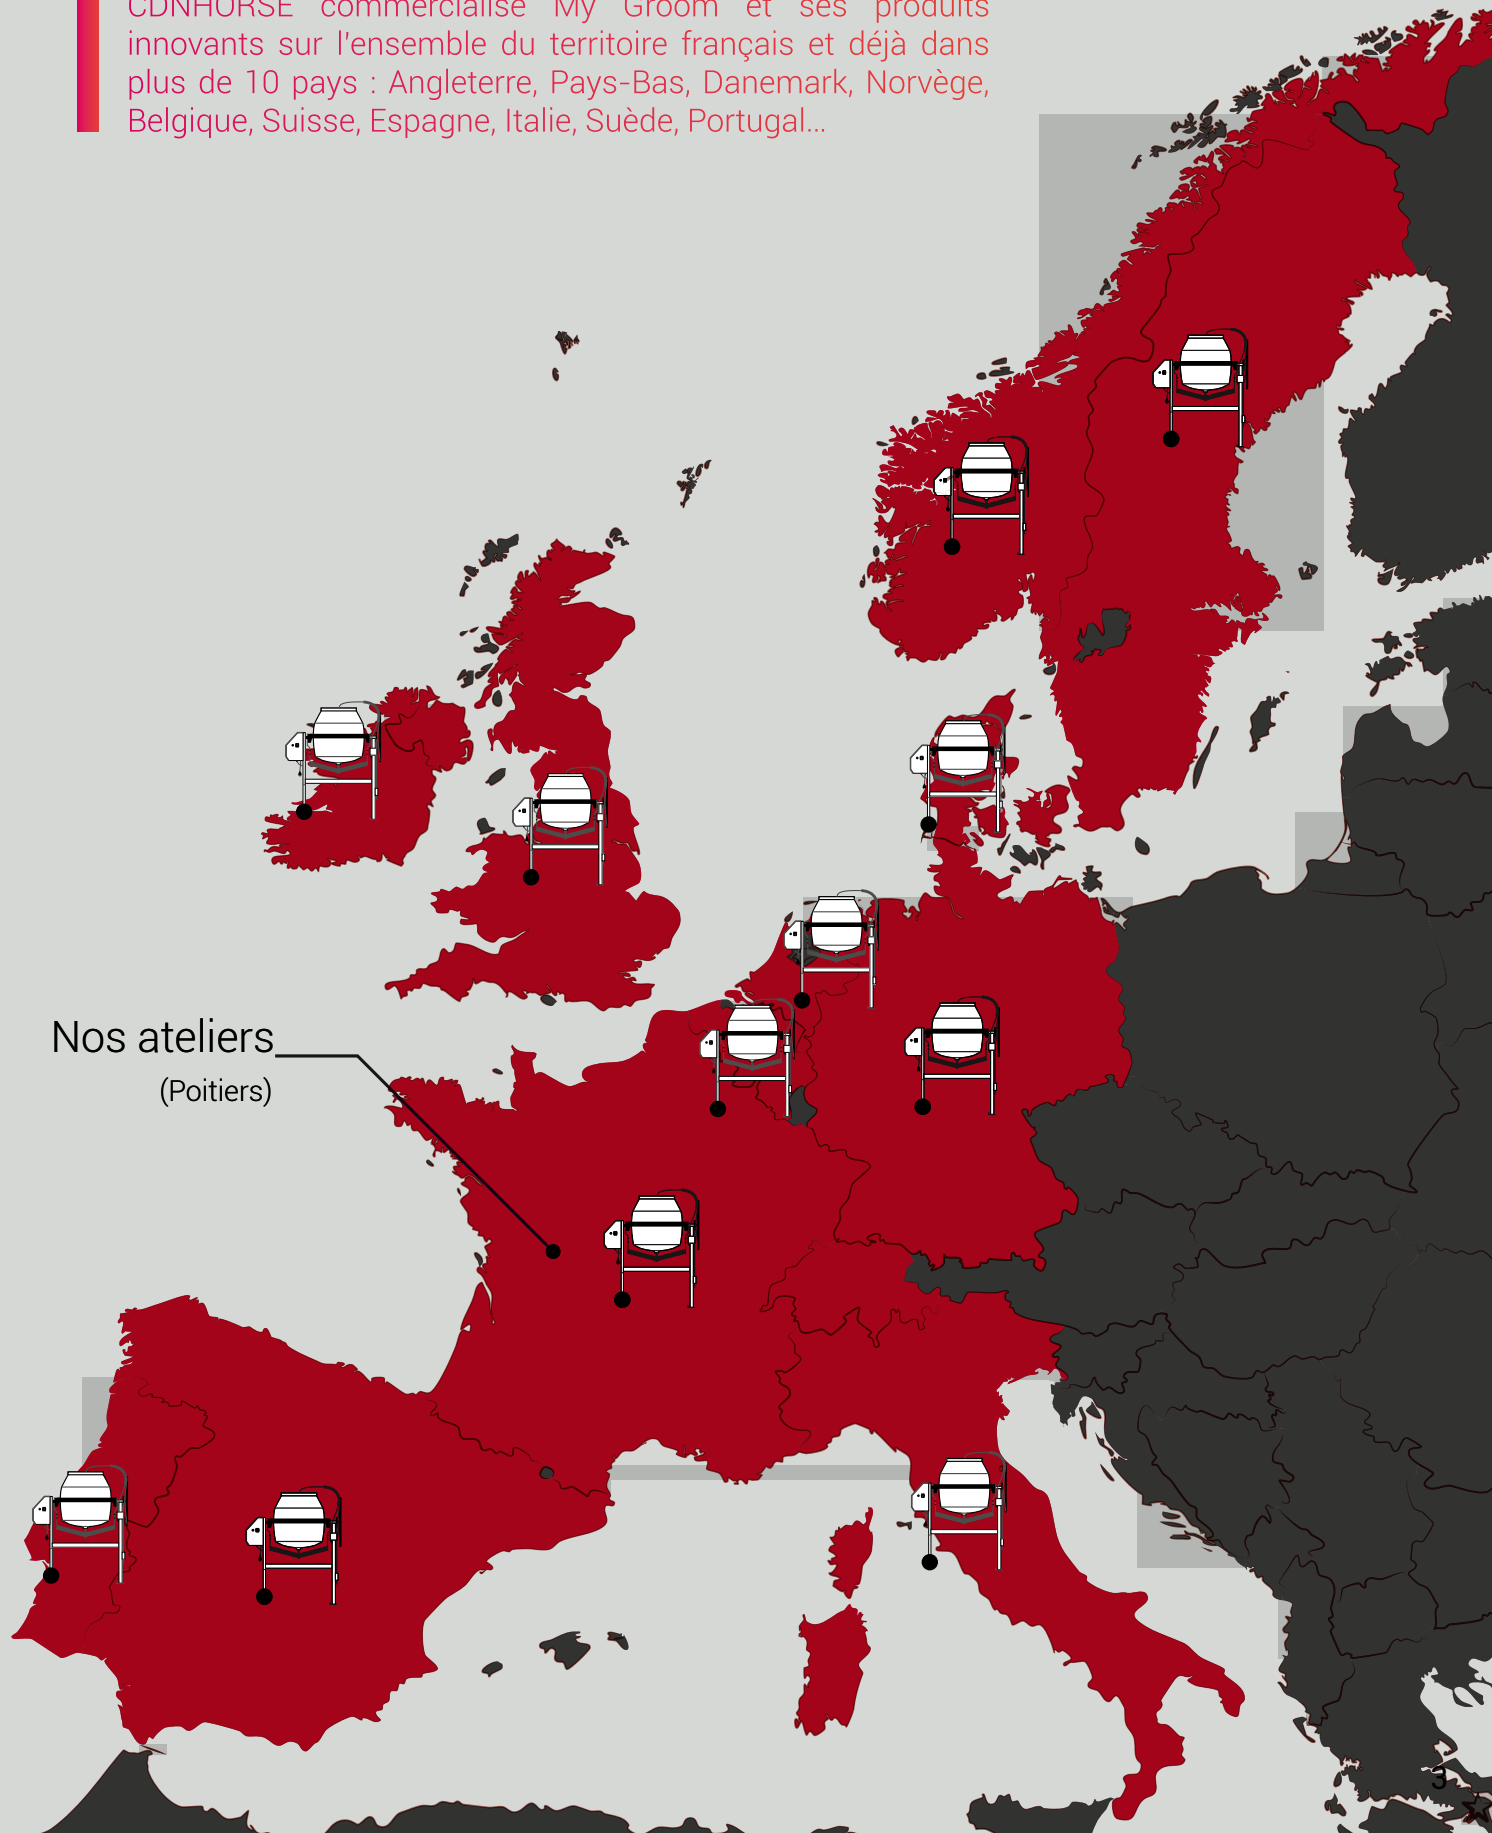 CDNHORSE commercialise My Groom et ses produits
innovants sur l'ensemble du territoire français et déjà dans
plus de 10 pays : Angleterre, Pays-Bas, Danemark, Norvège,
Belgique, Suisse, Espagne, Italie, Suède, Portugal...
Nos ateliers
(Poitiers)
3